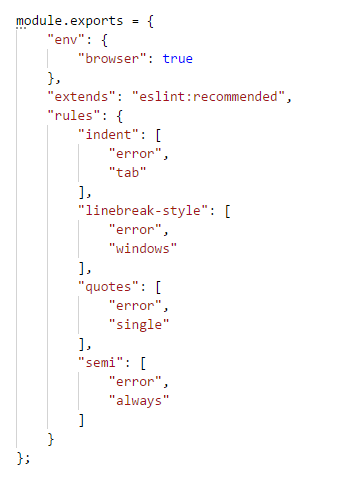 module.exports = {
    "env": {
        "browser": true
    },
    "extends": "eslint:recommended",
    "rules": {
        "indent": [
            "error",
            "tab"
        ],
        "linebreak-style": [
            "error",
            "windows"
        ],
        "quotes": [
            "error",
            "single"
        ],
        "semi": [
            "error",
            "always"
        ]
    }
};